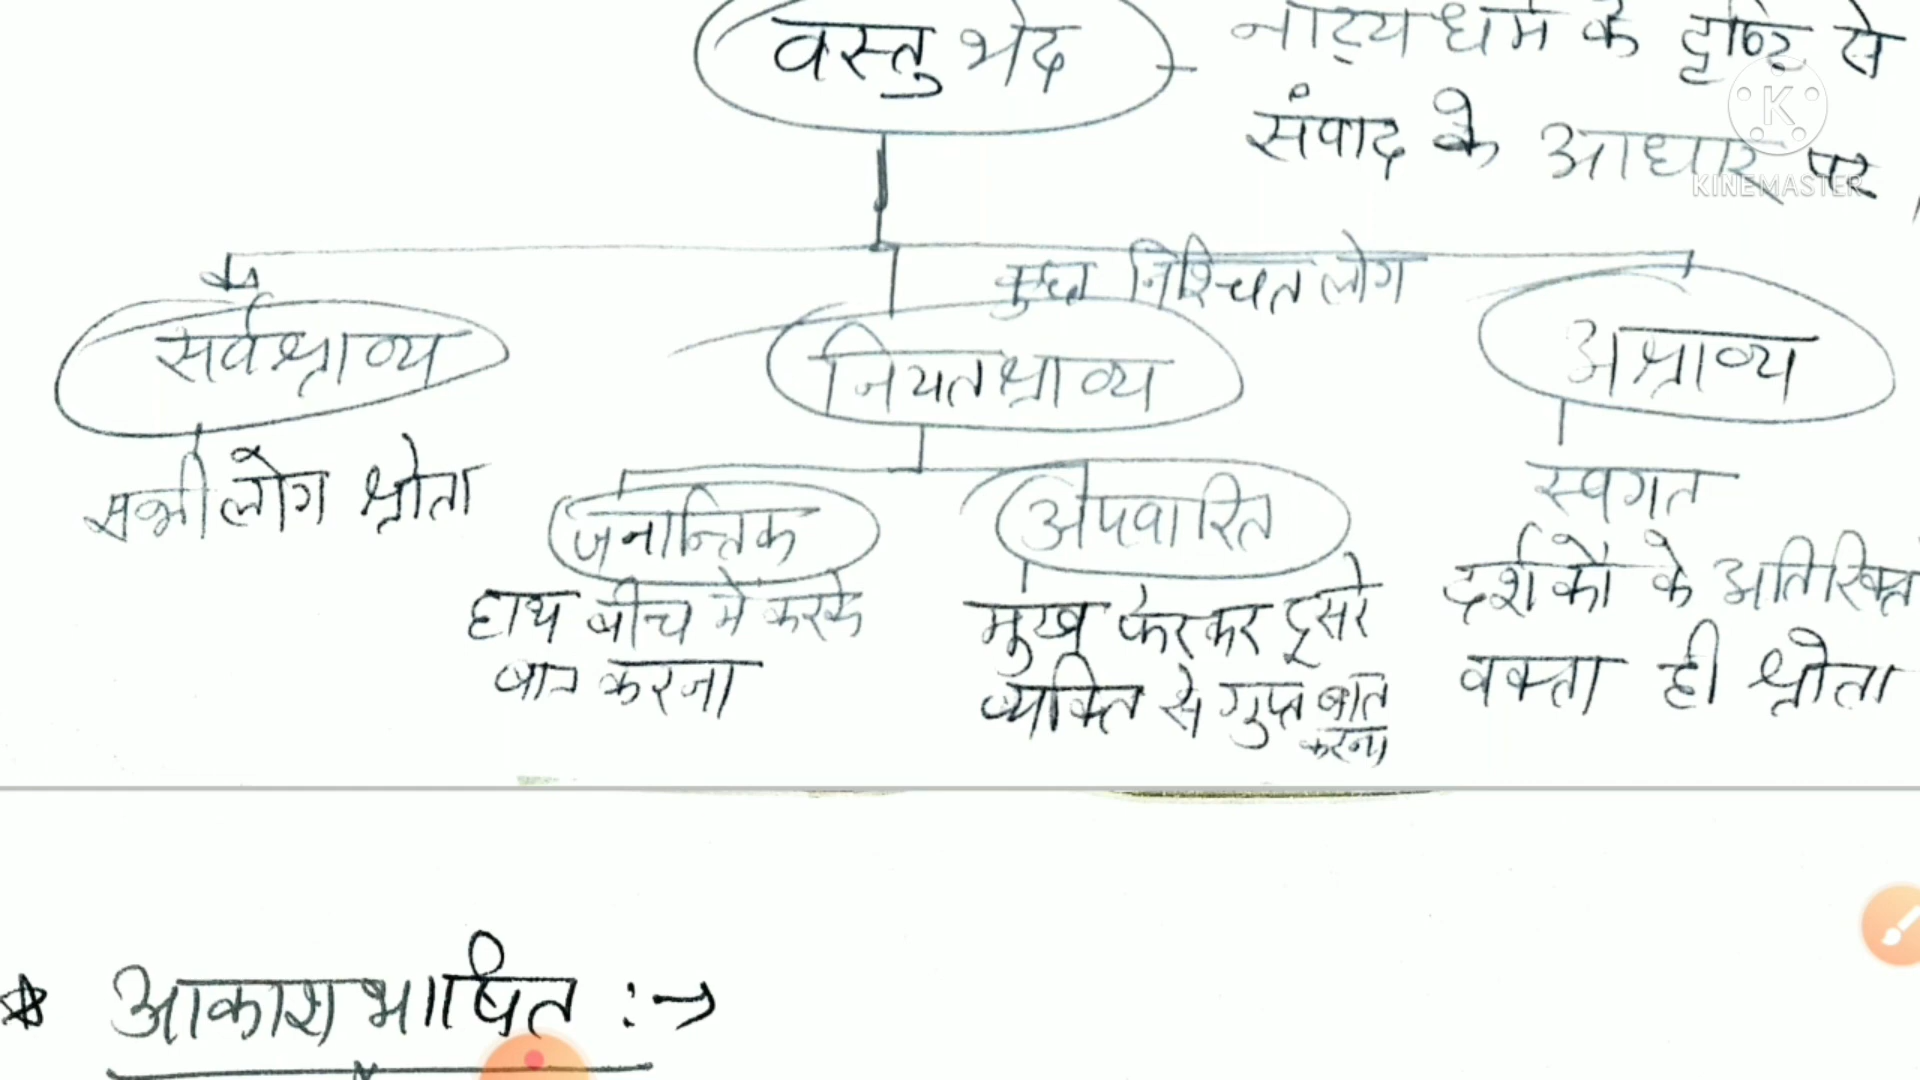 वस्तु भेद
नाट्यधर्म के दृष्टि से
संवाद के आधार पर
KINEMASTER
कुछ निश्चित लोग
सर्वश्राव्य
नियतश्राव्य
अश्राव्य
सभी लोग श्रोता
जनान्तिक
अपवारित
स्वगत
हाथ बीच में करके
बात करना
मुख फेरकर दूसरे
व्यक्ति से गुप्त बात
करना
दर्शकों के अतिरिक्त
वक्ता ही श्रोता
* आकाशभाषित :→